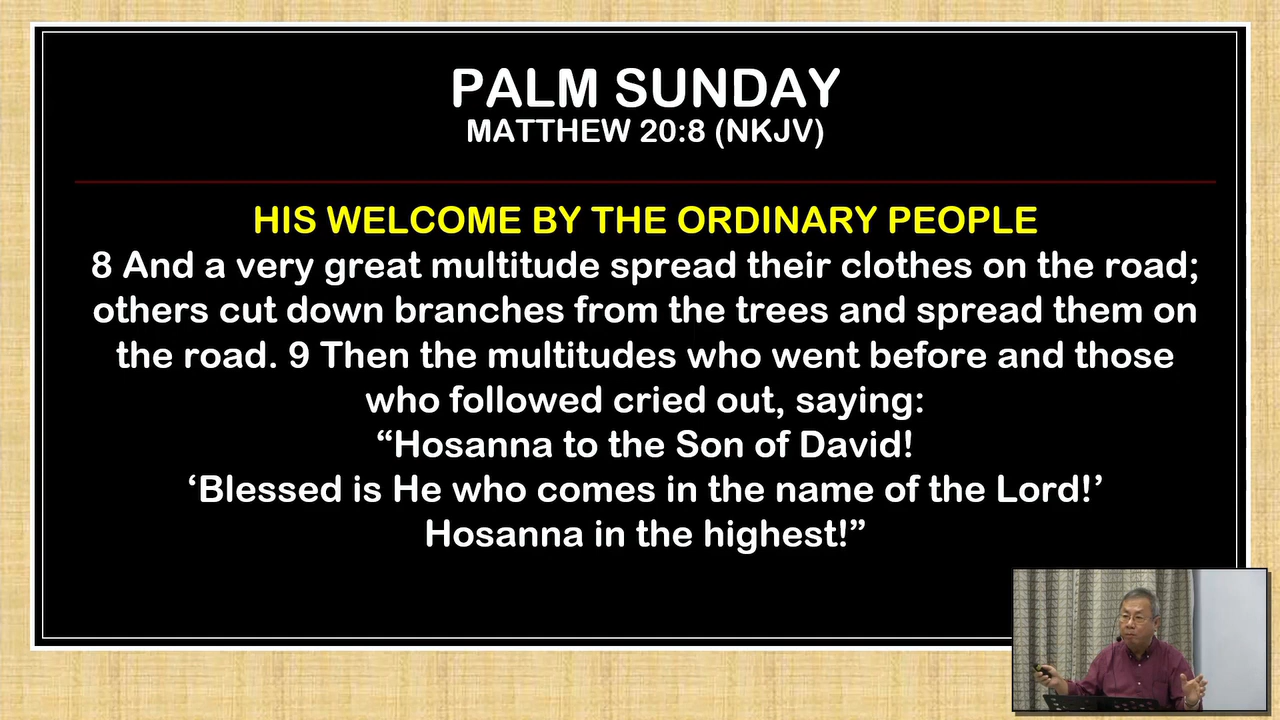 PALM SUNDAY
MATTHEW 20:8 (NKJV)
HIS WELCOME BY THE ORDINARY PEOPLE
8 And a very great multitude spread their clothes on the road;
others cut down branches from the trees and spread them on
the road. 9 Then the multitudes who went before and those
who followed cried out, saying:
“Hosanna to the Son of David!
‘Blessed is He who comes in the name of the Lord!’
Hosanna in the highest!”